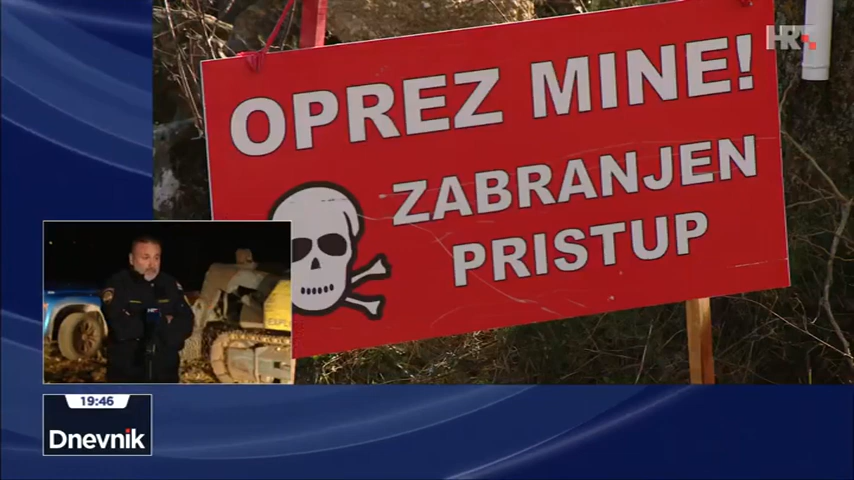 HRT
OPREZ MINE!
ZABRANJEN
PRISTUP
19:46
Dnevnik